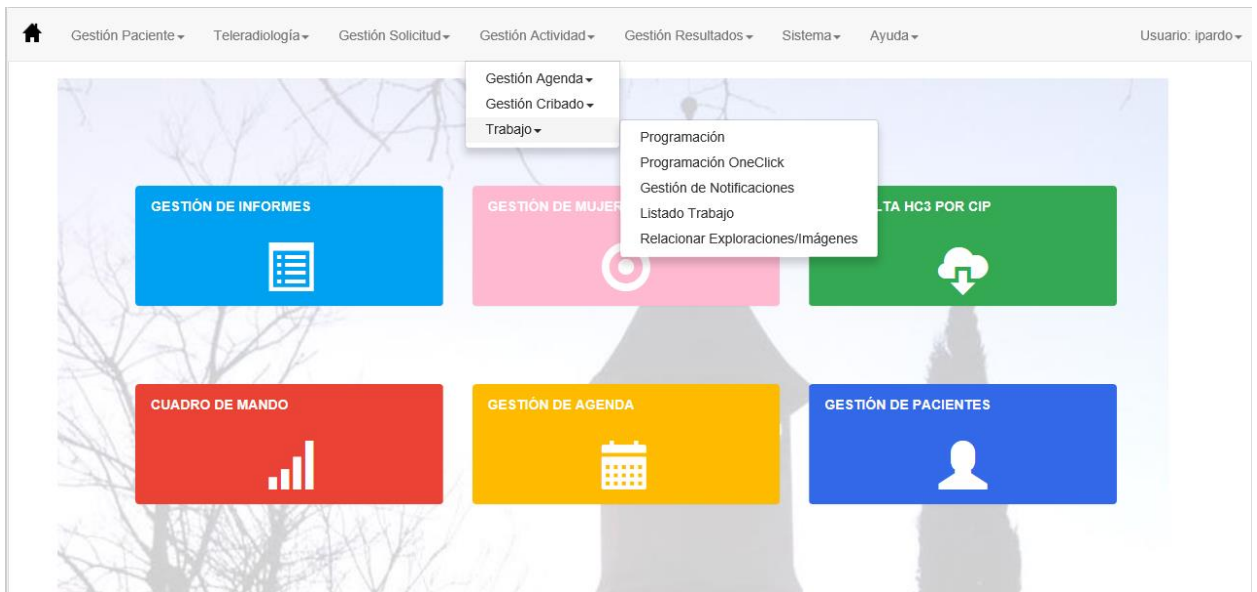 Gestión Paciente Teleradiología Gestión Solicitud Gestión Actividad Gestión Resultados Sistema Ayuda Usuario: ipardo
Gestión Agenda
Gestión Cribado
Trabajo
Programación
Programación OneClick
Gestión de Notificaciones
Listado Trabajo
Relacionar Exploraciones/Imágenes
GESTIÓN DE INFORMES
GESTIÓN DE MUJER
LTA HC3 POR CIP
CUADRO DE MANDO
GESTIÓN DE AGENDA
GESTIÓN DE PACIENTES